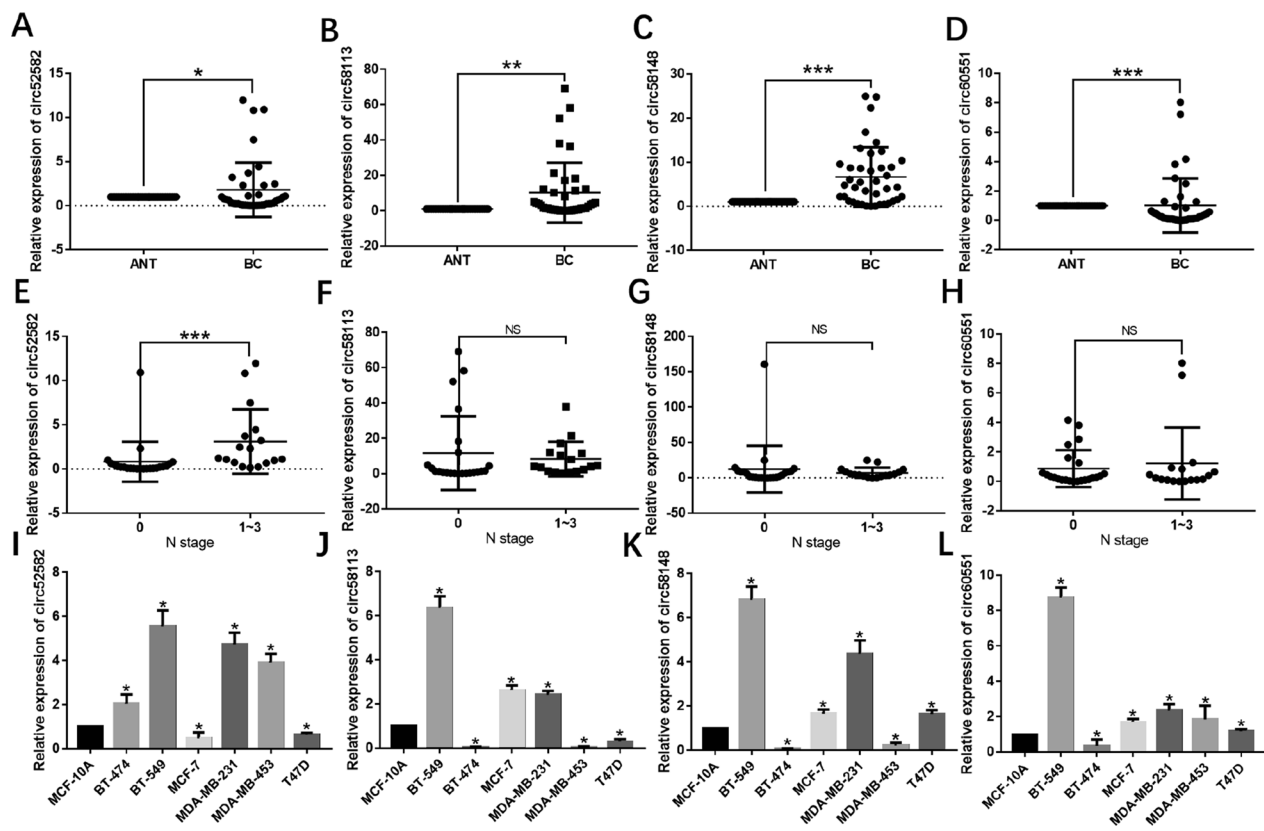 A
Relative expression of circ52582
15
10
5
0
-5
*
ANT
BC
B
Relative expression of circ58113
80
60
40
20
0
-20
**
ANT
BC
C
Relative expression of circ58148
30
20
10
0
-10
***
ANT
BC
D
Relative expression of circ60551
10
8
6
4
2
0
-2
***
ANT
BC
E
Relative expression of circ52582
15
10
5
0
-5
***
0
1~3
N stage
F
Relative expression of circ58113
80
60
40
20
0
-20
NS
0
1~3
G
Relative expression of circ58148
200
150
100
50
0
-50
NS
0
1~3
N stage
H
Relative expression of circ60551
10
8
6
4
2
0
-2
NS
0
1~3
N stage
I
Relative expression of circ52582
8
6
4
2
0
* * * * * *
MCF-10A
BT-474
BT-549
MCF-7
MDA-MB-231
MDA-MB-453
T47D
J
Relative expression of circ58113
8
6
4
2
0
* * * * * *
MCF-10A
BT-549
BT-474
MCF-7
MDA-MB-231
MDA-MB-453
T47D
K
Relative expression of circ58148
8
6
4
2
0
* * * * * *
MCF-10A
BT-549
BT-474
MCF-7
MDA-MB-231
MDA-MB-453
T47D
L
Relative expression of circ60551
10
8
6
4
2
0
* * * * * *
MCF-10A
BT-549
BT-474
MCF-7
MDA-MB-231
MDA-MB-453
T47D